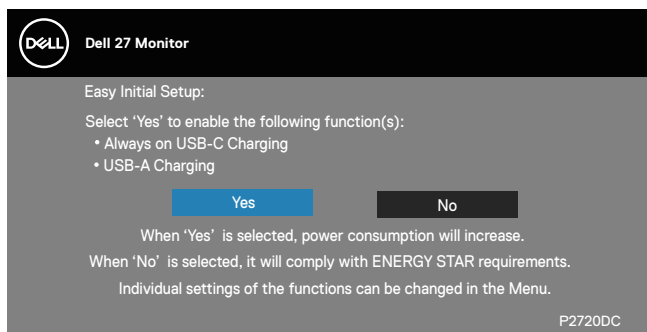 DELL
Dell 27 Monitor
Easy Initial Setup:
Select ‘Yes’ to enable the following function(s):
• Always on USB-C Charging
• USB-A Charging
Yes
No
When ‘Yes’ is selected, power consumption will increase.
When ‘No’ is selected, it will comply with ENERGY STAR requirements.
Individual settings of the functions can be changed in the Menu.
P2720DC